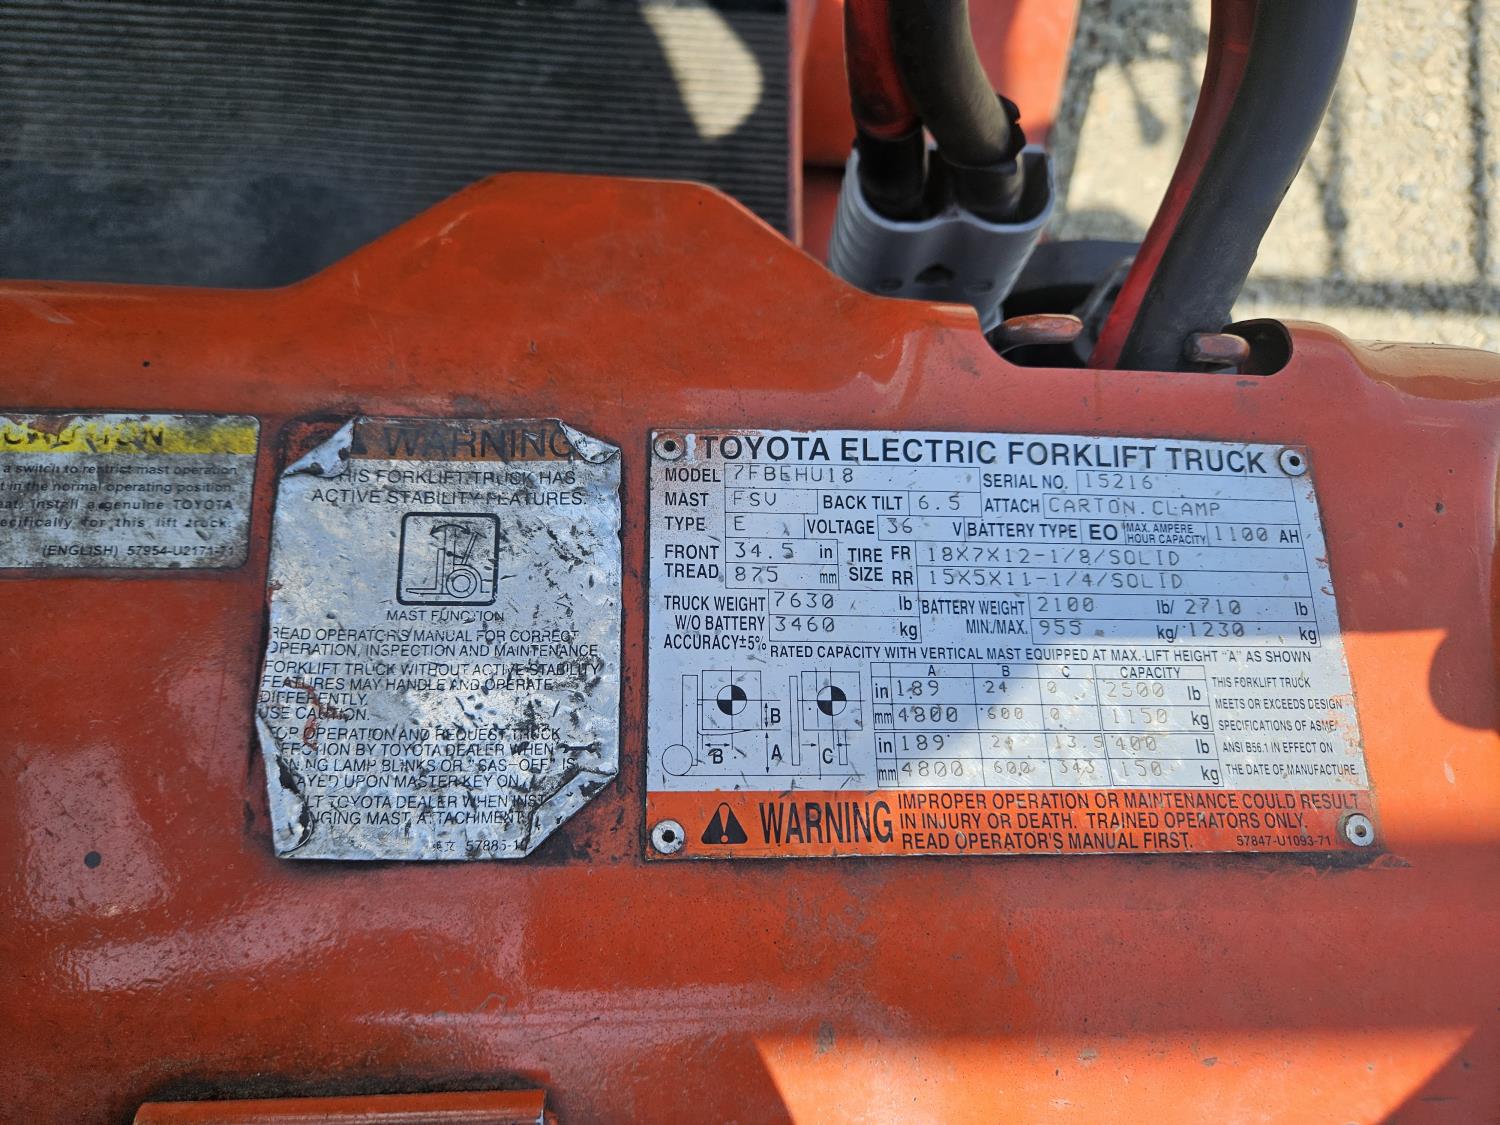 CAUTION
a switch to restrict mast operation
in the normal operating position.
Install a genuine TOYOTA
specifically for this lift truck.
(ENGLISH) 57954-U2171-71
WARNING
THIS FORKLIFT TRUCK HAS
ACTIVE STABILITY FEATURES.
MAST FUNCTION
READ OPERATOR'S MANUAL FOR CORRECT
OPERATION, INSPECTION AND MAINTENANCE
FORKLIFT TRUCK WITHOUT ACTIVE STABILITY
FEATURES MAY HANDLE AND OPERATE
DIFFERENTLY.
USE CAUTION.
FOR OPERATION AND REQUEST TRUCK
BY TOYOTA DEALER WHEN
LAMP BLINKS OR "SAS-OFF" IS
UPON MASTER KEY ON.
TOYOTA DEALER WHEN
MAST ATTACHMENT.
TOYOTA ELECTRIC FORKLIFT TRUCK
MODEL 7FBEHU18 SERIAL NO. 15216
MAST FSV BACK TILT 6.5 ATTACH CARTON.CLAMP
TYPE E VOLTAGE 36 V BATTERY TYPE EO MAX. AMPERE HOUR CAPACITY 1100 AH
FRONT TREAD 34.5 in TIRE SIZE FR 18X7X12-1/8/SOLID
875 mm RR 15X5X11-1/4/SOLID
TRUCK WEIGHT 7630 lb BATTERY WEIGHT 2100 lb/ 2710 lb
W/O BATTERY 3460 kg MIN./MAX. 955 kg/ 1230 kg
ACCURACY±5% RATED CAPACITY WITH VERTICAL MAST EQUIPPED AT MAX. LIFT HEIGHT "A" AS SHOWN
A B C CAPACITY
in 189 24 0 2500 lb
mm 4800 600 0 1150 kg
in 189 24 13.5 400 lb
mm 4800 600 343 150 kg
B A B C
THIS FORKLIFT TRUCK
MEETS OR EXCEEDS DESIGN
SPECIFICATIONS OF ASME/
ANSI B56.1 IN EFFECT ON
THE DATE OF MANUFACTURE.
WARNING
IMPROPER OPERATION OR MAINTENANCE COULD RESULT
IN INJURY OR DEATH. TRAINED OPERATORS ONLY.
READ OPERATOR'S MANUAL FIRST. 57847-U1093-71